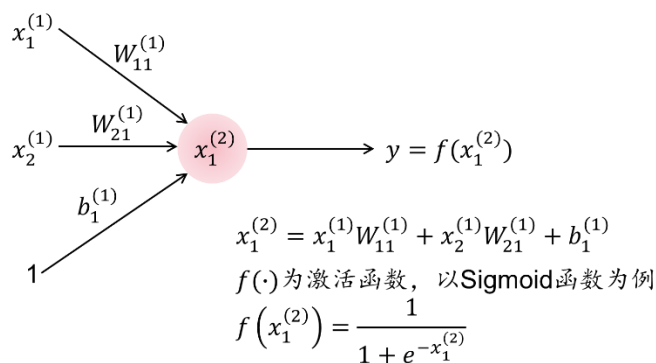 x_1^{(1)}
W_{11}^{(1)}
x_2^{(1)}
W_{21}^{(1)}
x_1^{(2)}
y = f(x_1^{(2)})
b_1^{(1)}
1
x_1^{(2)} = x_1^{(1)}W_{11}^{(1)} + x_2^{(1)}W_{21}^{(1)} + b_1^{(1)}
f(·)为激活函数，以Sigmoid函数为例
f(x_1^{(2)}) = \frac{1}{1 + e^{-x_1^{(2)}}}